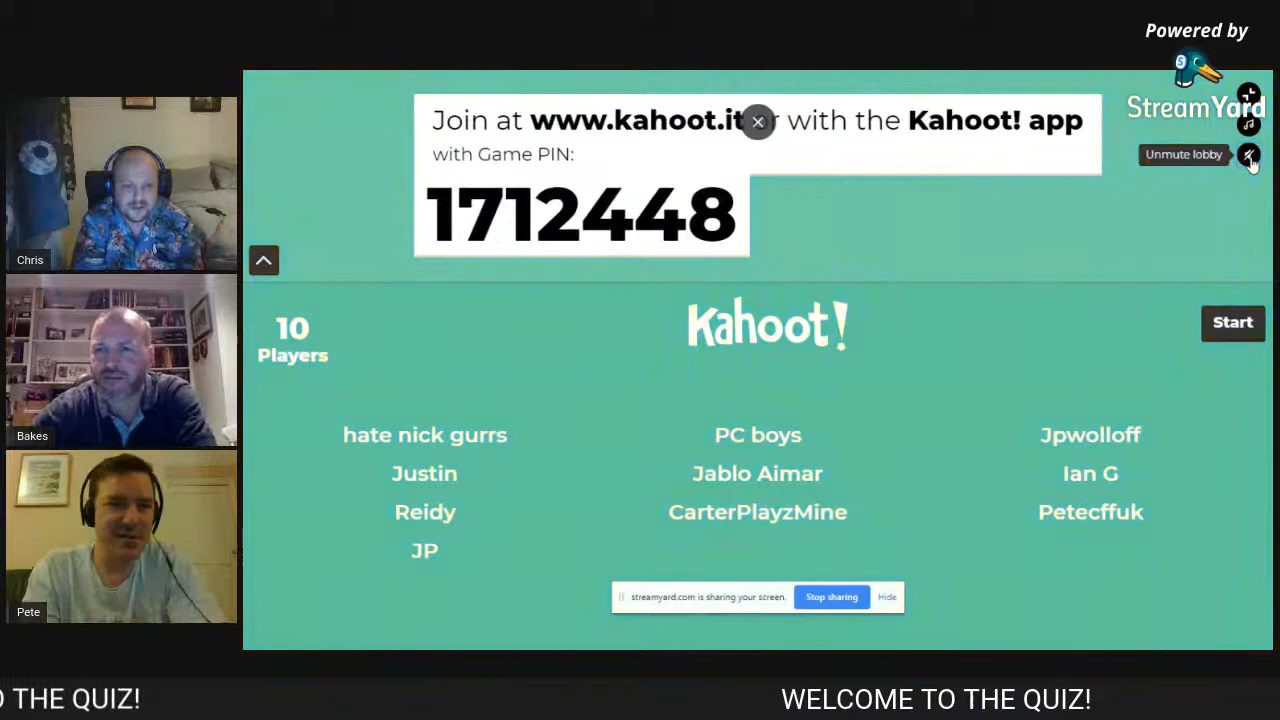 Powered by
StreamYard
Join at www.kahoot.it or with the Kahoot! app
with Game PIN:
1712448
Unmute lobby
Chris
Bakes
Pete
10
Players
Kahoot!
Start
hate nick gurrs
PC boys
Jpwolloff
Justin
Jablo Aimar
Ian G
Reidy
CarterPlayzMine
Petecffuk
JP
streamyard.com is sharing your screen.
Stop sharing
Hide
O THE QUIZ!
WELCOME TO THE QUIZ!